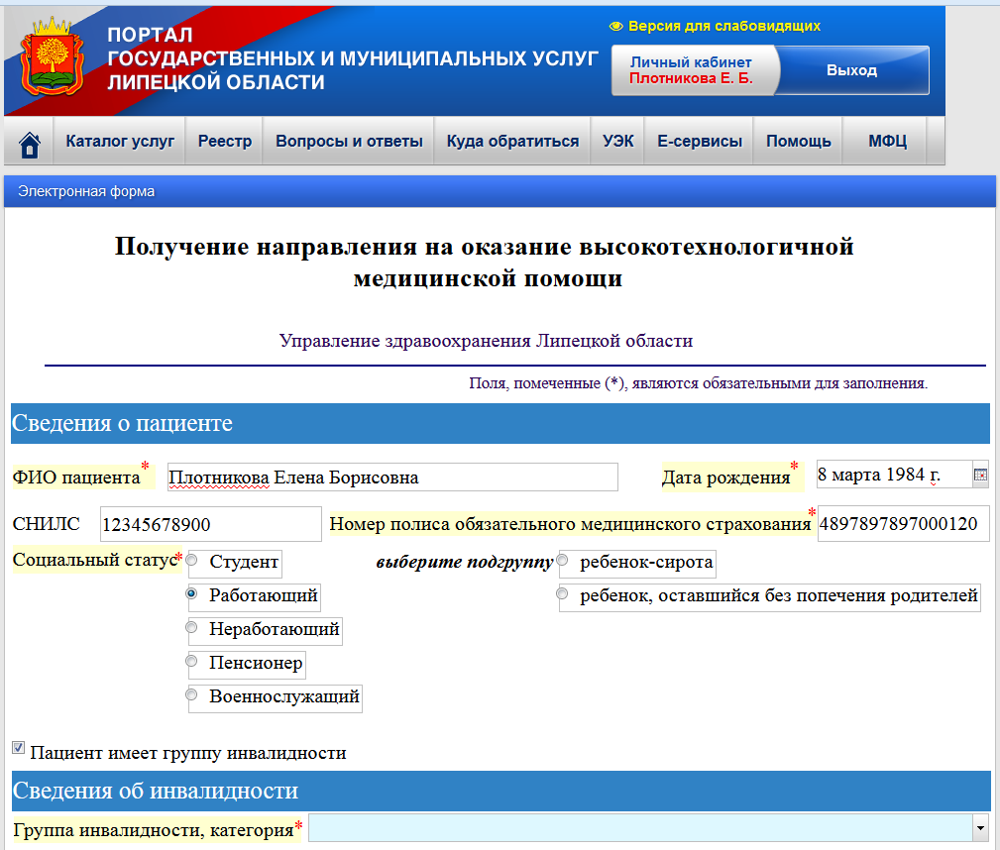 ПОРТАЛ
ГОСУДАРСТВЕННЫХ И МУНИЦИПАЛЬНЫХ УСЛУГ
ЛИПЕЦКОЙ ОБЛАСТИ
Версия для слабовидящих
Личный кабинет
Плотникова Е. Б.
Выход
Каталог услуг Реестр Вопросы и ответы Куда обратиться УЭК Е-сервисы Помощь МФЦ
Электронная форма
Получение направления на оказание высокотехнологичной
медицинской помощи
Управление здравоохранения Липецкой области
Поля, помеченные (*), являются обязательными для заполнения.
Сведения о пациенте
ФИО пациента* Плотникова Елена Борисовна Дата рождения* 8 марта 1984 г.
СНИЛС 12345678900 Номер полиса обязательного медицинского страхования* 4897897897000120
Социальный статус* Студент выберите подгруппу ребенок-сирота
Работающий ребенок, оставшийся без попечения родителей
Неработающий
Пенсионер
Военнослужащий
Пациент имеет группу инвалидности
Сведения об инвалидности
Группа инвалидности, категория*